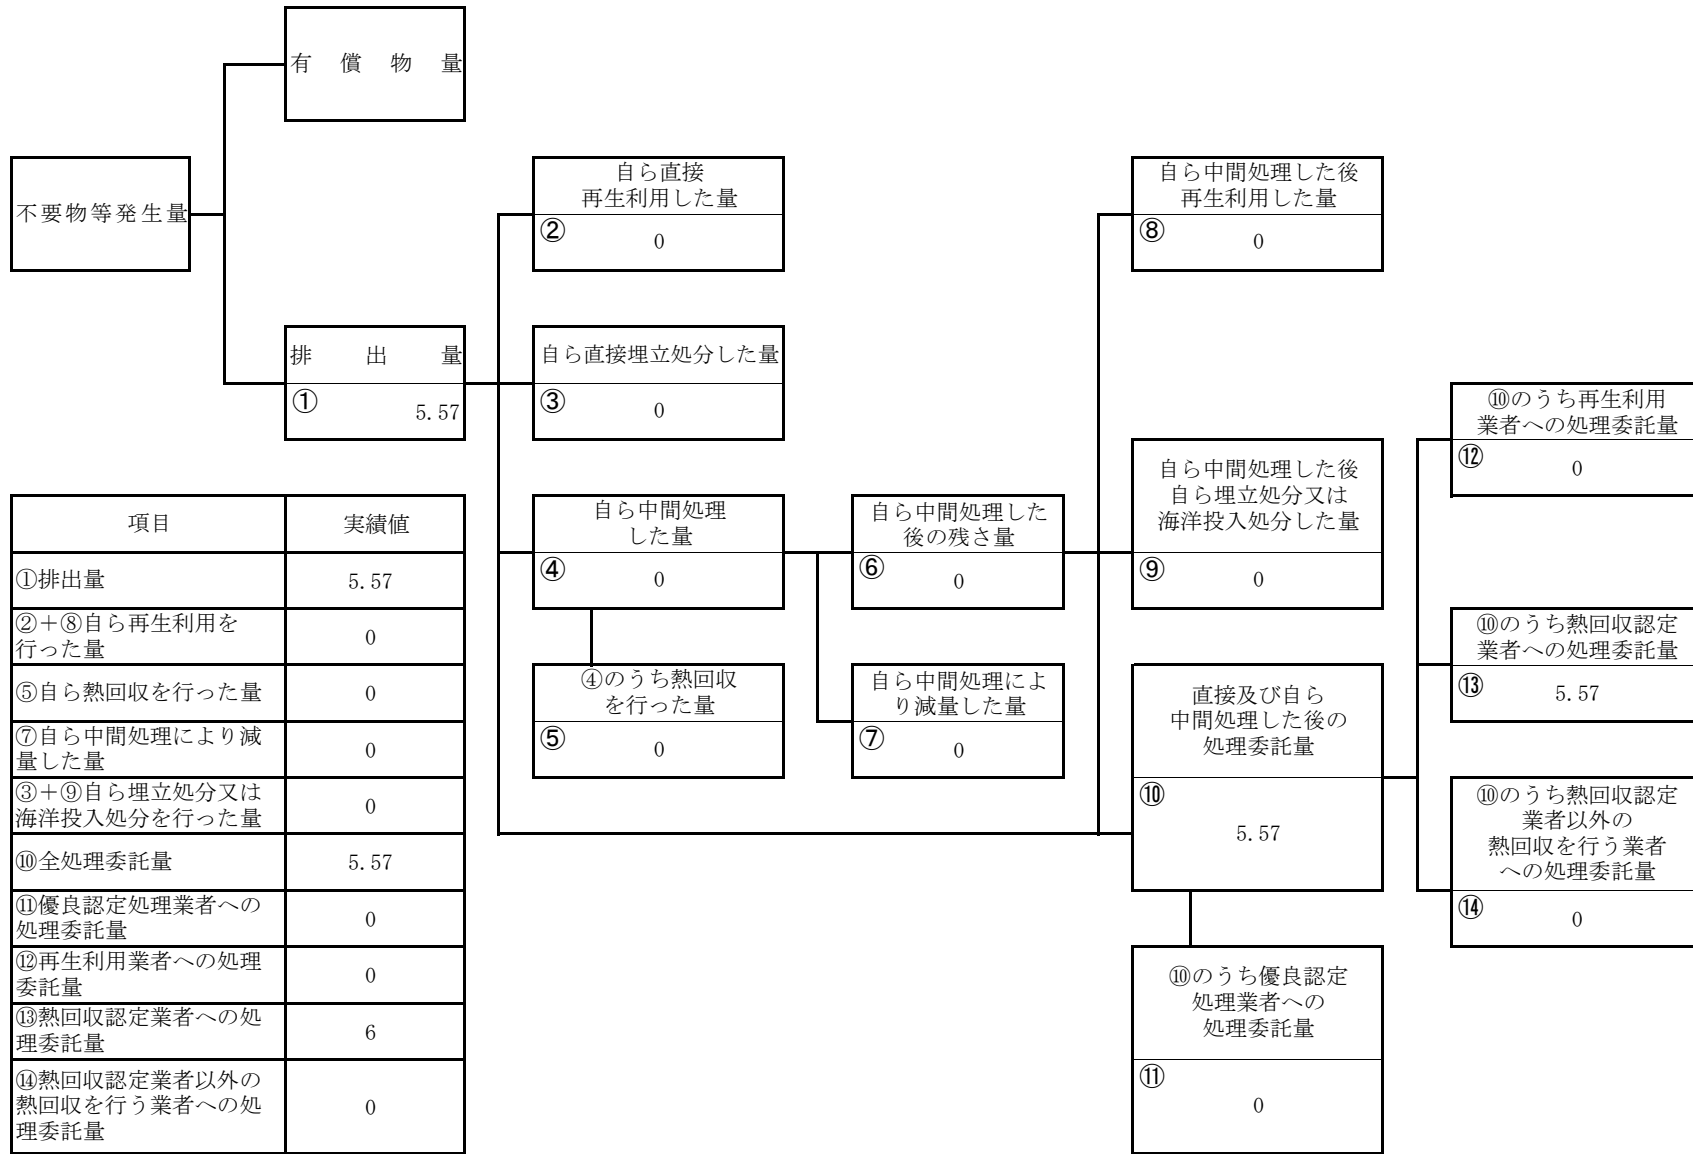 有償物量
不要物等発生量
自ら直接
再生利用した量
②
0
自ら中間処理した後
再生利用した量
⑧
0
排出量
①
5.57
自ら直接埋立処分した量
③
0
⑩のうち再生利用
業者への処理委託量
⑫
0
自ら中間処理
した量
④
0
自ら中間処理した
後の残さ量
⑥
0
自ら中間処理した後
自ら埋立処分又は
海洋投入処分した量
⑨
0
④のうち熱回収
を行った量
⑤
0
自ら中間処理によ
り減量した量
⑦
0
直接及び自ら
中間処理した後の
処理委託量
⑩
5.57
⑩のうち熱回収認定
業者への処理委託量
⑬
5.57
⑩のうち熱回収認定
業者以外の
熱回収を行う業者
への処理委託量
⑭
0
⑩のうち優良認定
処理業者への
処理委託量
⑪
0
項目 実績値
①排出量 5.57
②+⑧自ら再生利用を
行った量 0
⑤自ら熱回収を行った量 0
⑦自ら中間処理により減
量した量 0
③+⑨自ら埋立処分又は
海洋投入処分を行った量 0
⑩全処理委託量 5.57
⑪優良認定処理業者への
処理委託量 0
⑫再生利用業者への処理
委託量 0
⑬熱回収認定業者への処
理委託量 6
⑭熱回収認定業者以外の
熱回収を行う業者への処
理委託量 0